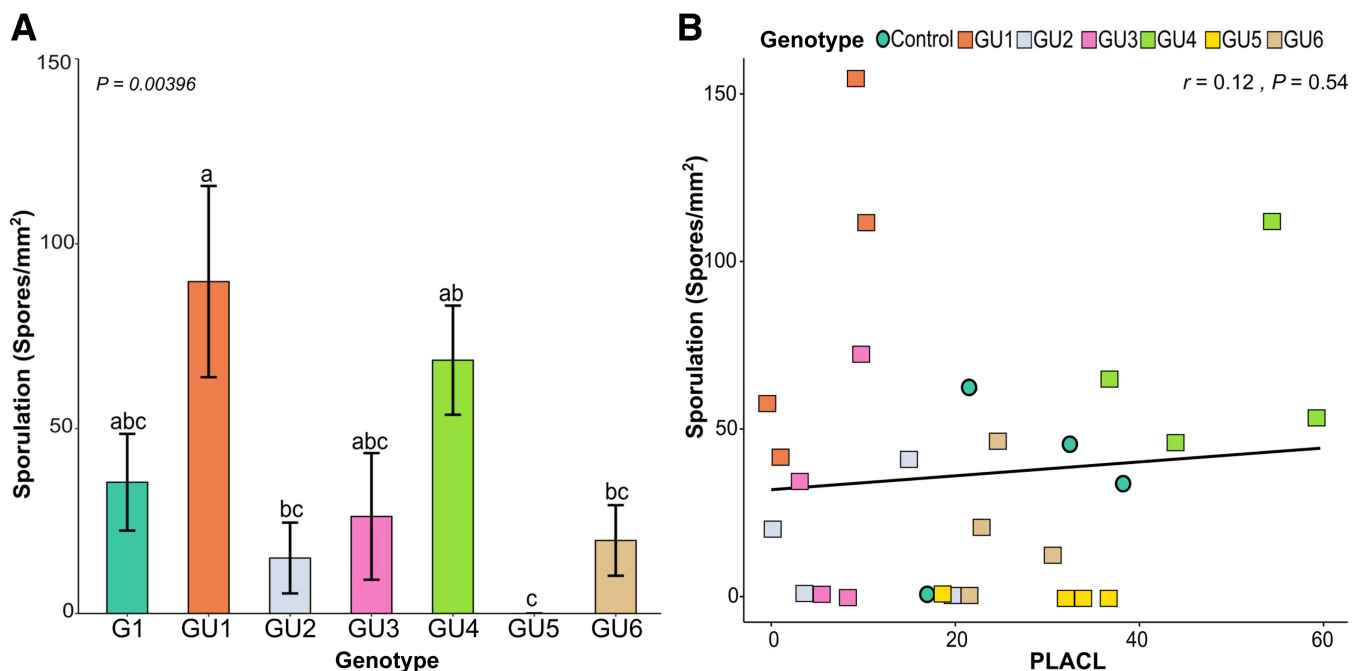 A
P = 0.00396
Sporulation (Spores/mm²)
150
100
50
0
abc
a
bc
abc
ab
c
bc
G1 GU1 GU2 GU3 GU4 GU5 GU6
Genotype
B
Genotype Control GU1 GU2 GU3 GU4 GU5 GU6
r = 0.12 , P = 0.54
Sporulation (Spores/mm²)
150
100
50
0
0 20 40 60
PLACL